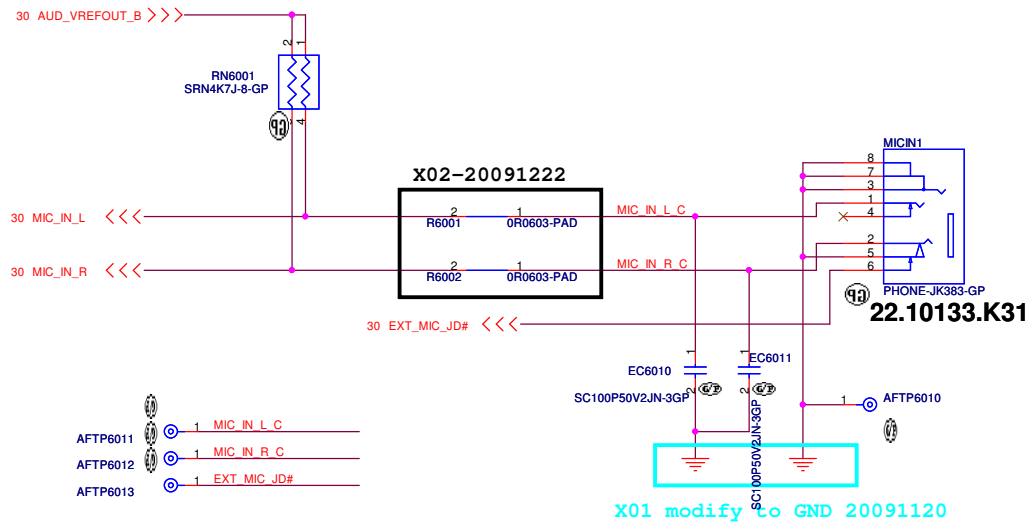 30 AUD_VREFOUT_B
2 1
RN6001
SRN4K7J-8-GP
4
X02-20091222
30 MIC_IN_L
2 1
R6001 0R0603-PAD
MIC_IN_L_C
30 MIC_IN_R
2 1
R6002 0R0603-PAD
MIC_IN_R_C
30 EXT_MIC_JD#
MICIN1
8
7
3
1
4
2
5
6
PHONE-JK383-GP
22.10133.K31
1
EC6010
2
SC100P50V2JN-3GP
1
EC6011
2
SC100P50V2JN-3GP
1 AFTP6010
AFTP6011 1 MIC_IN_L_C
AFTP6012 1 MIC_IN_R_C
AFTP6013 1 EXT_MIC_JD#
X01 modify to GND 20091120